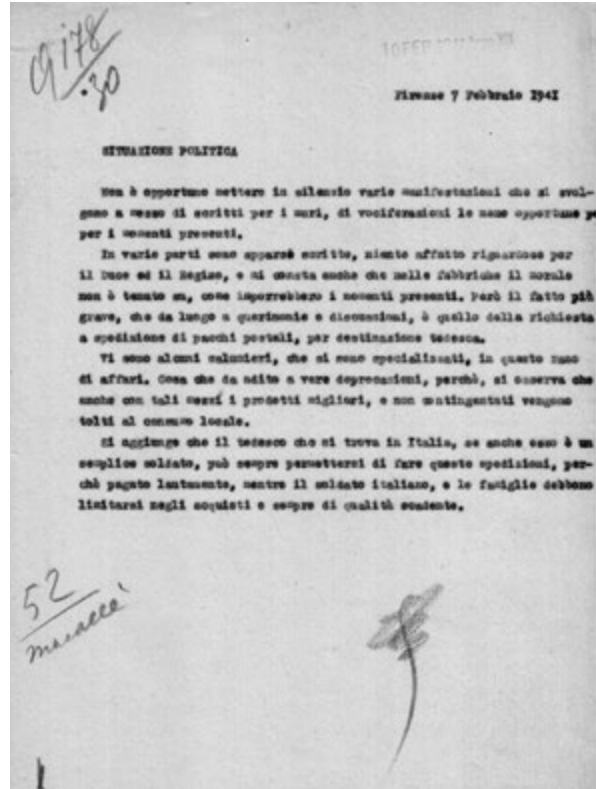 9178
.30
Firenze 7 Febbraio 1941
SITUAZIONE POLITICA
Non è opportuno mettere in silenzio varie manifestazioni che si svol-
gono a mezzo di scritti per i muri, di vociferazioni le meno opportune
per i momenti presenti.
In varie parti sono apparse scritte, niente affatto riguardose per
il Duce ed il Regime, e mi consta anche che nelle fabbriche il morale
non è tenuto su, come imporrebbero i momenti presenti. Però il fatto più
grave, che da luogo a querimonie e discussioni, è quello della richiesta
a spedizione di pacchi postali, per destinazione tedesca.
Vi sono alcuni salumieri, che si sono specializzati, in questo ramo
di affari. Cosa che da adito a vere deprecazioni, perchè, si osserva che
anche con tali mezzi i prodotti migliori, e non contingentati vengono
tolti al consumo locale.
Si aggiunge che il tedesco che si trova in Italia, se anche esso è un
semplice soldato, può sempre permettersi di fare queste spedizioni, per-
chè pagato lautamente, mentre il soldato italiano, e le famiglie debbono
limitarsi negli acquisti e sempre di qualità scadente.
52
macallè